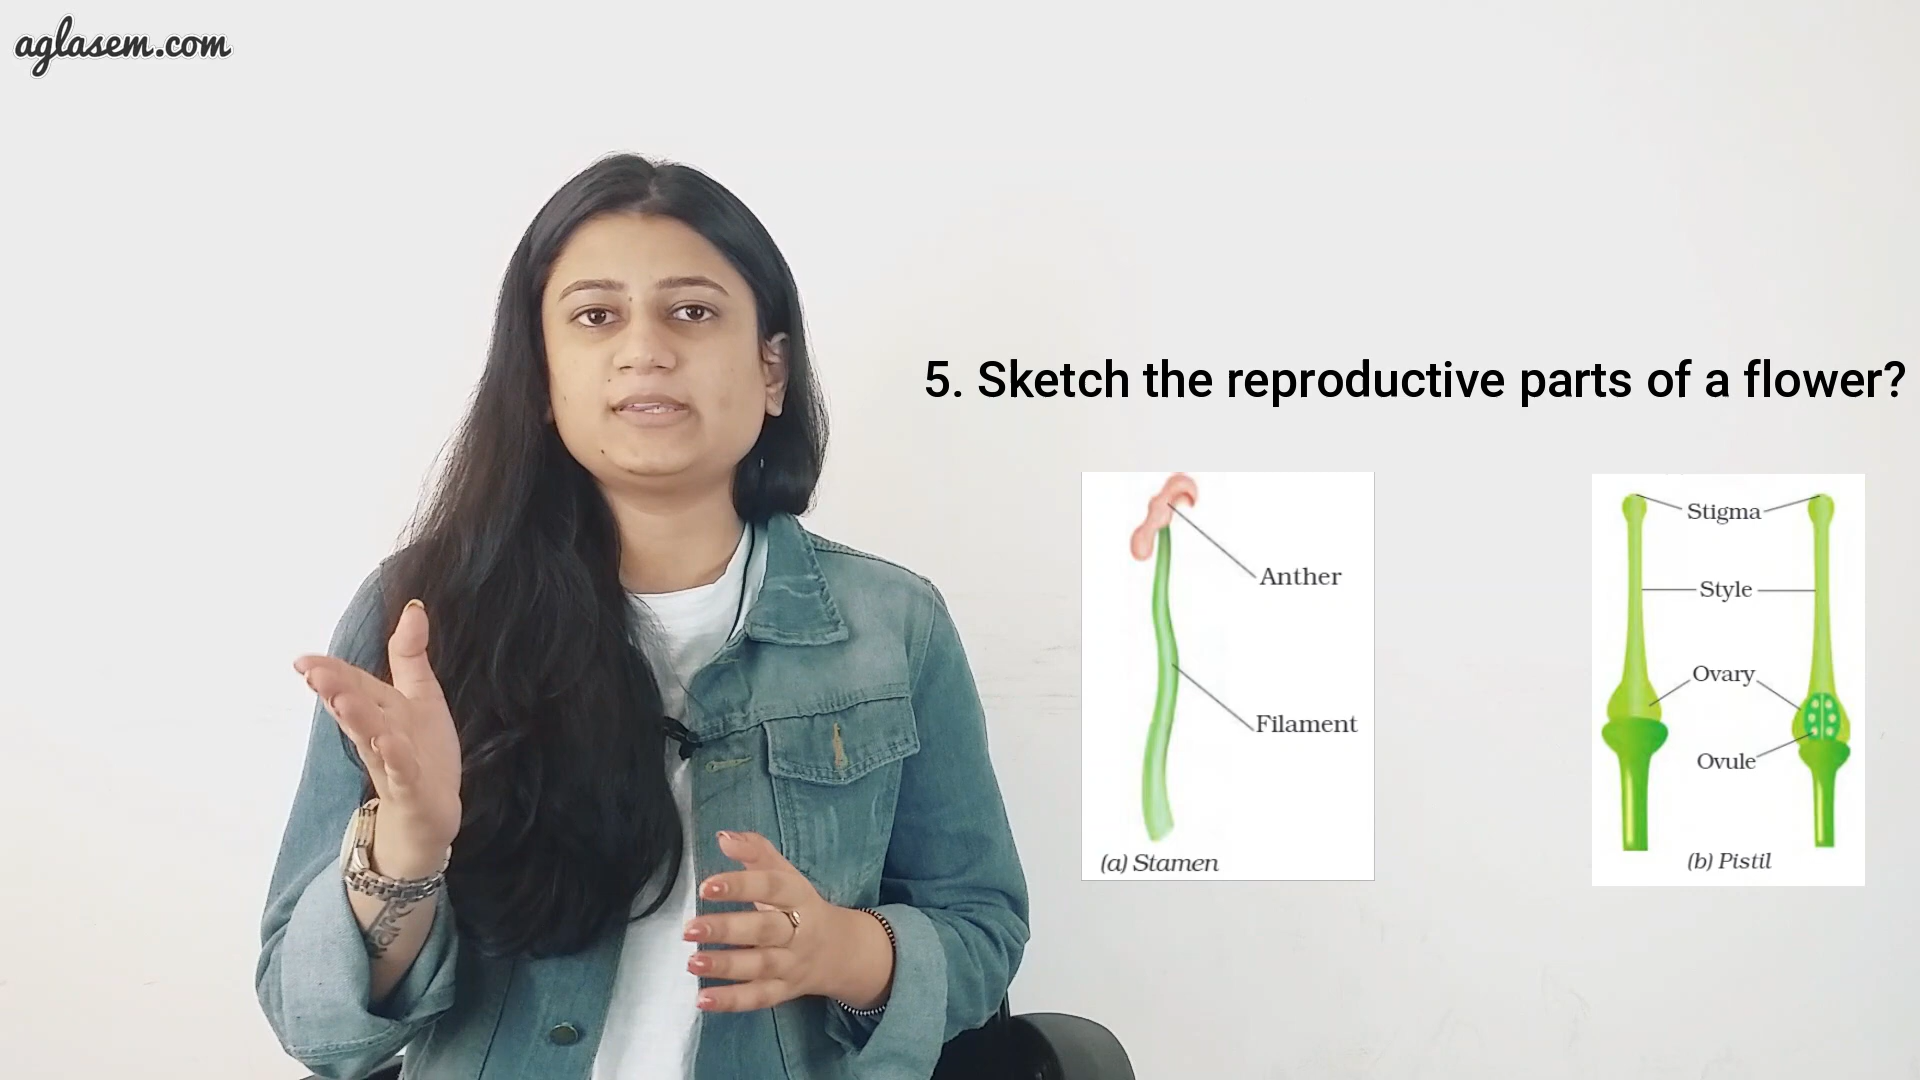 aglasem.com
5. Sketch the reproductive parts of a flower?
Anther
Filament
(a) Stamen
Stigma
Style
Ovary
Ovule
(b) Pistil